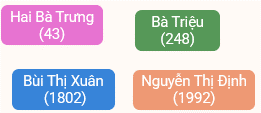 Hai Bà Trưng
(43)
Bà Triệu
(248)
Bùi Thị Xuân
(1802)
Nguyễn Thị Định
(1992)